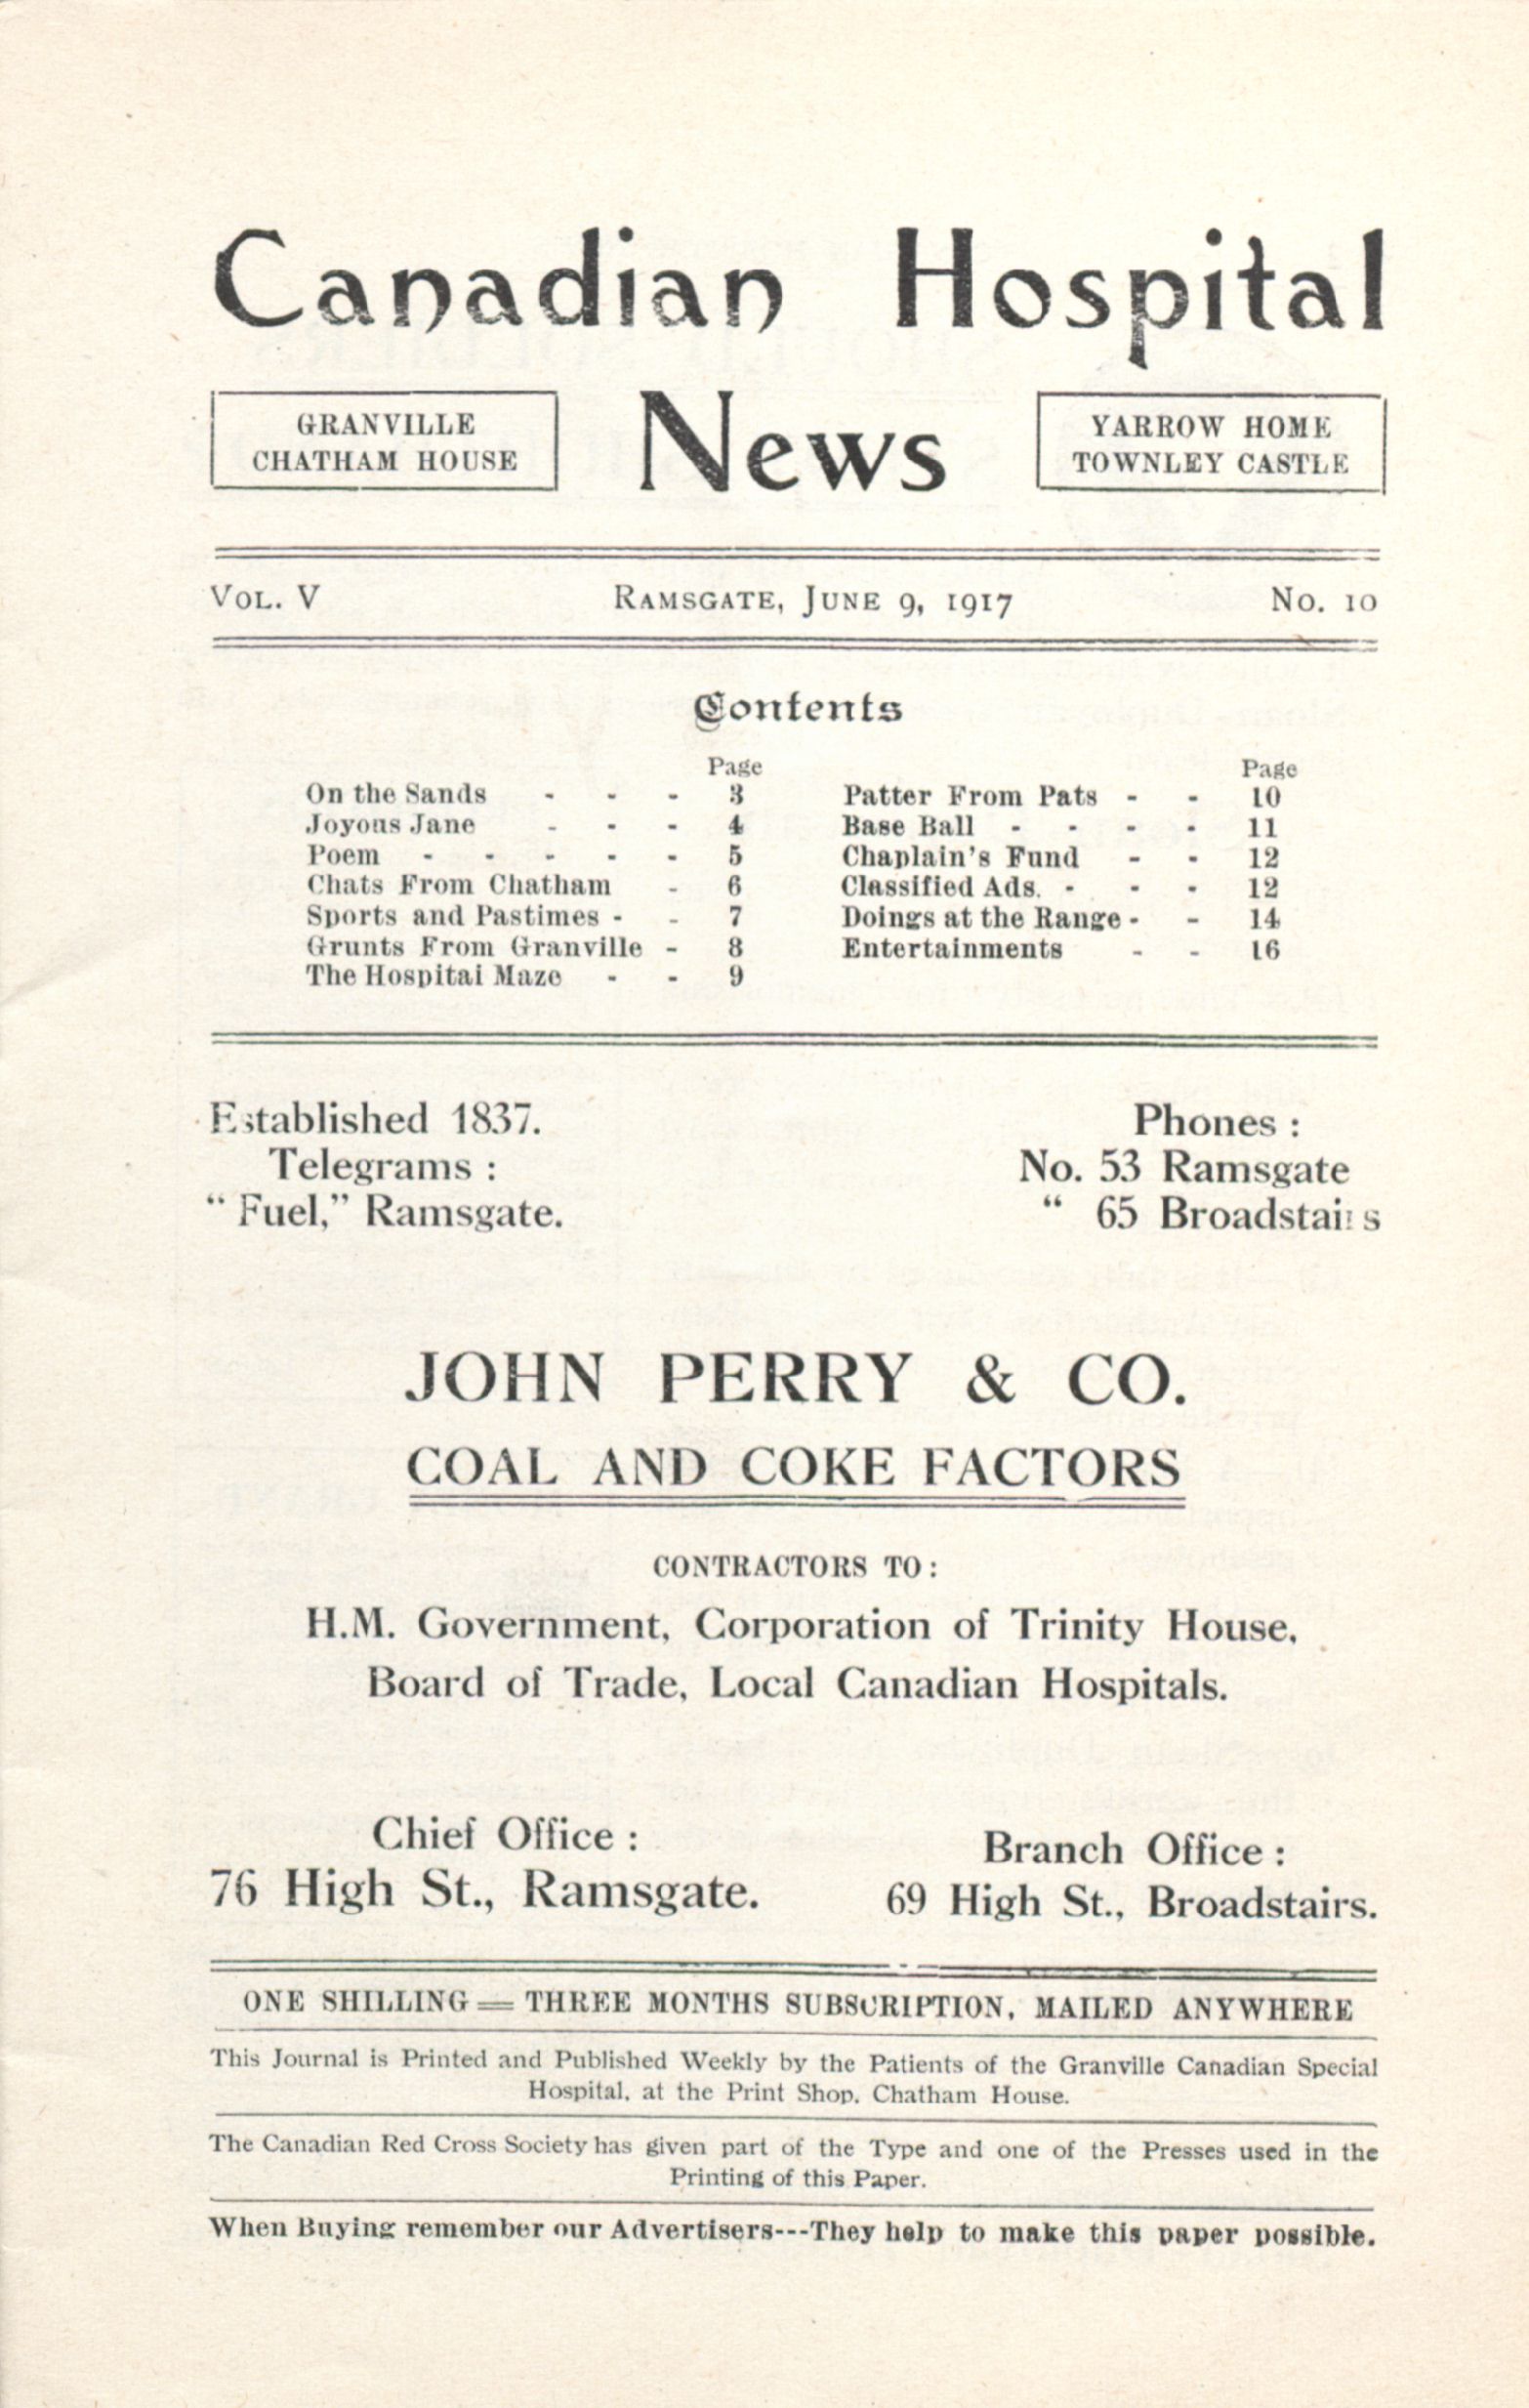 Canadian Hospital
GRANVILLE
CHATHAM HOUSE
News
YARROW HOME
TOWNLEY CASTLE
VOL. V RAMSGATE, JUNE 9, 1917 No. 10
Contents
Page
On the Sands - - - 3
Joyous Jane - - - 4
Poem - - - - - 5
Chats From Chatham - 6
Sports and Pastimes - - 7
Grunts From Granville - 8
The Hospital Maze - - 9
Page
Patter From Pats - - 10
Base Ball - - - - 11
Chaplain's Fund - - 12
Classified Ads. - - - 12
Doings at the Range - - 14
Entertainments - - 16
Established 1837.
Telegrams :
“ Fuel,” Ramsgate.
Phones :
No. 53 Ramsgate
“ 65 Broadstairs
JOHN PERRY & CO.
COAL AND COKE FACTORS
CONTRACTORS TO :
H.M. Government, Corporation of Trinity House,
Board of Trade, Local Canadian Hospitals.
Chief Office :
76 High St., Ramsgate.
Branch Office :
69 High St., Broadstairs.
ONE SHILLING — THREE MONTHS SUBSCRIPTION, MAILED ANYWHERE
This Journal is Printed and Published Weekly by the Patients of the Granville Canadian Special
Hospital, at the Print Shop, Chatham House.
The Canadian Red Cross Society has given part of the Type and one of the Presses used in the
Printing of this Paper.
When Buying remember our Advertisers---They help to make this paper possible.